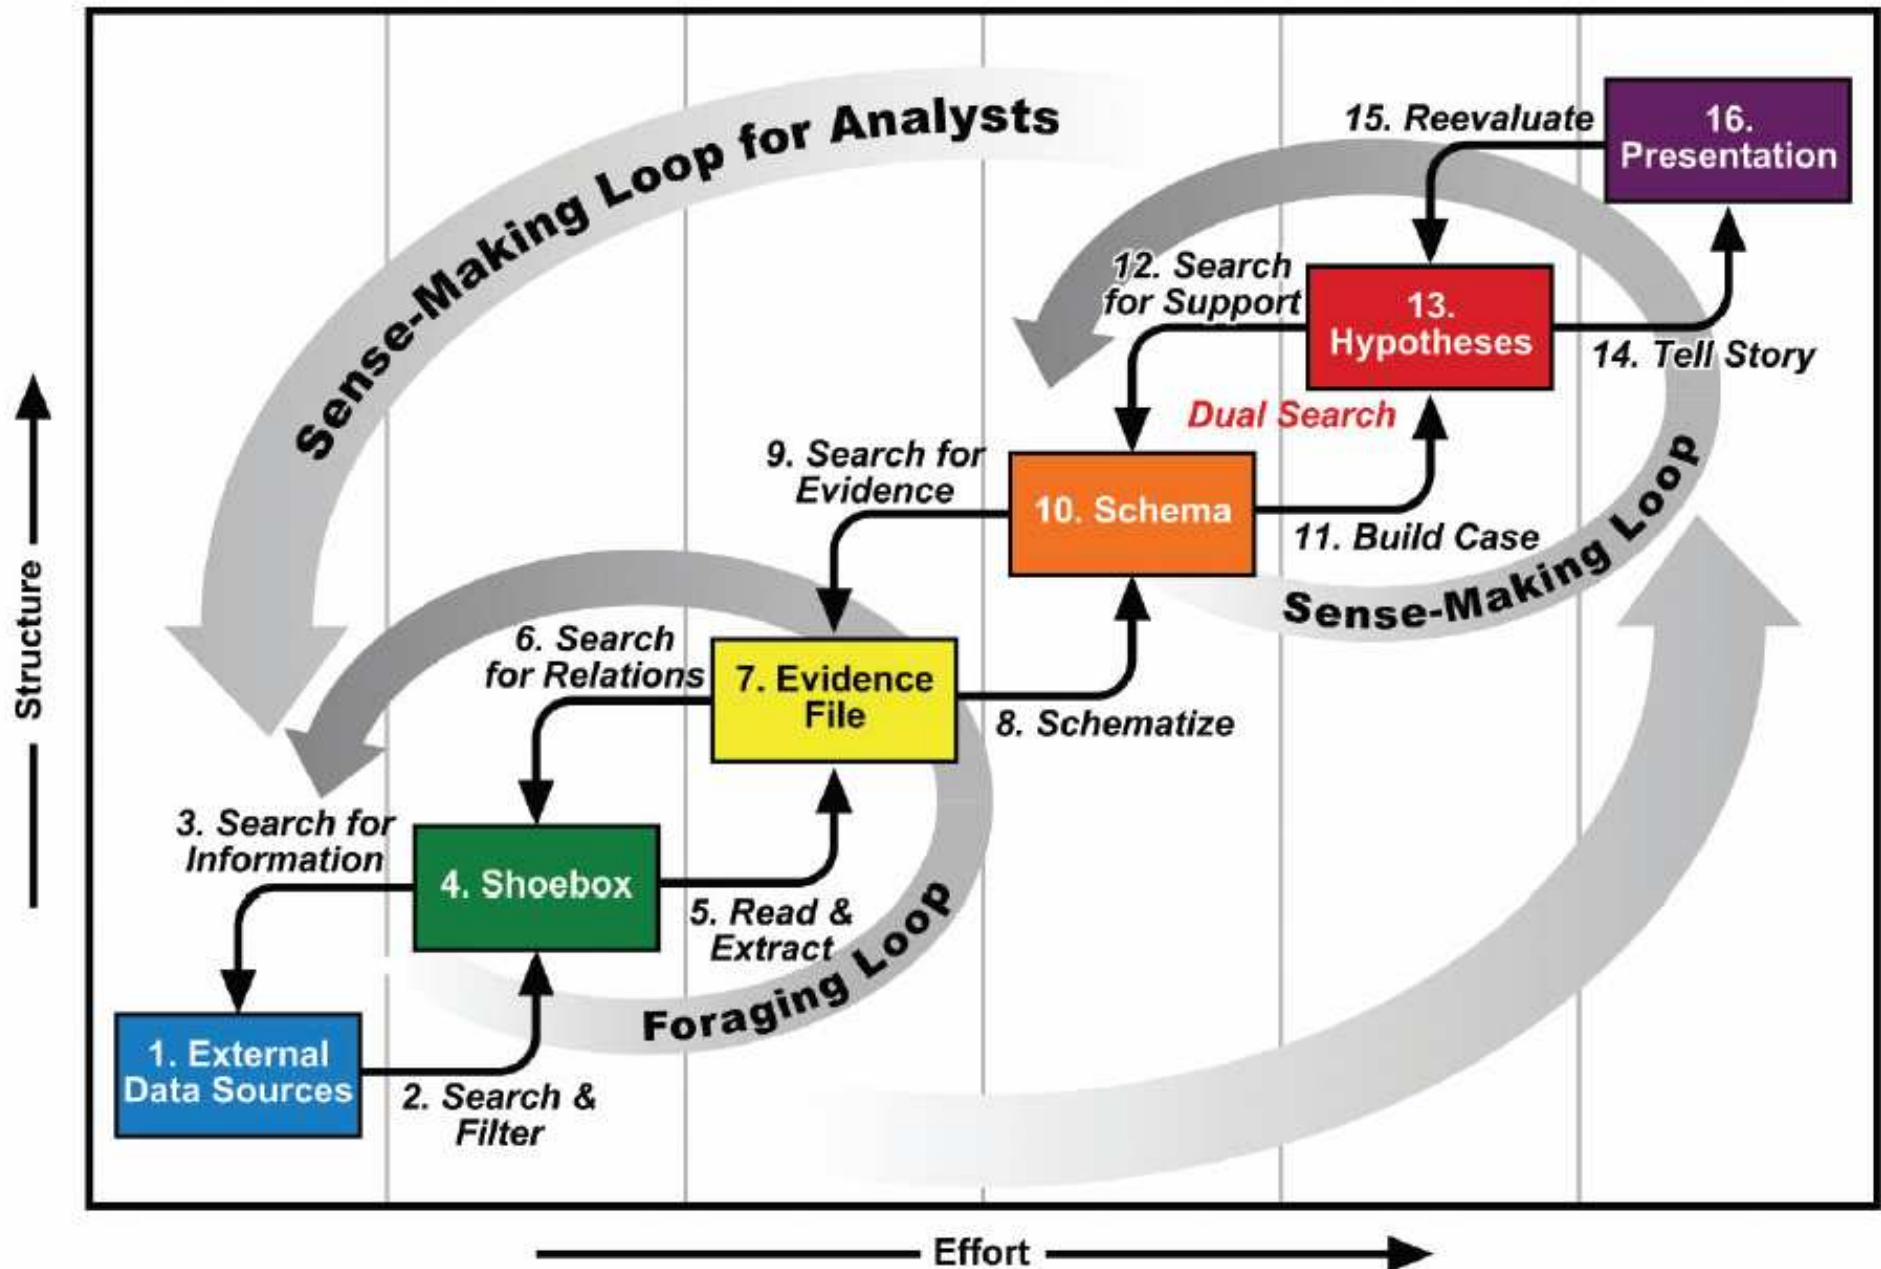 Sense-Making Loop for Analysts
15. Reevaluate
16.
Presentation
12. Search
for Support
13.
Hypotheses
14. Tell Story
Dual Search
9. Search for
Evidence
10. Schema
11. Build Case
Sense-Making Loop
6. Search
for Relations
7. Evidence
File
8. Schematize
3. Search for
Information
4. Shoebox
5. Read &
Extract
Foraging Loop
1. External
Data Sources
2. Search &
Filter
Structure
Effort